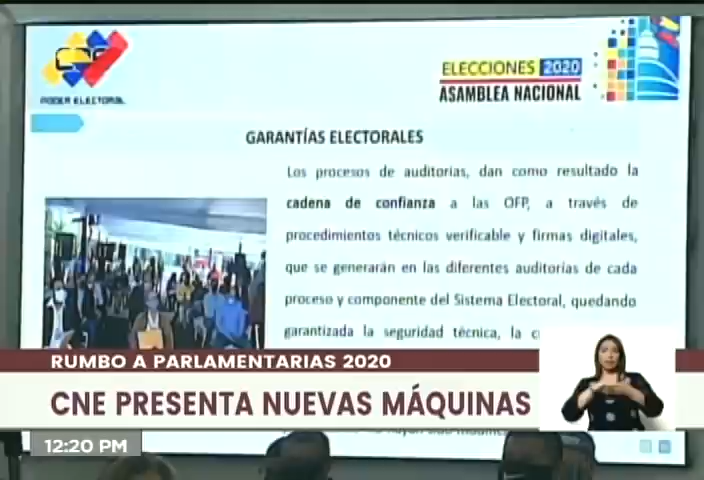 CNE
PODER ELECTORAL
ELECCIONES 2020
ASAMBLEA NACIONAL
GARANTÍAS ELECTORALES
Los procesos de auditorías, dan como resultado la
cadena de confianza a las OFP, a través de
procedimientos técnicos verificable y firmas digitales,
que se generarán en las diferentes auditorias de cada
proceso y componente del Sistema Electoral, quedando
garantizada la seguridad técnica, la
RUMBO A PARLAMENTARIAS 2020
CNE PRESENTA NUEVAS MÁQUINAS
12:20 PM